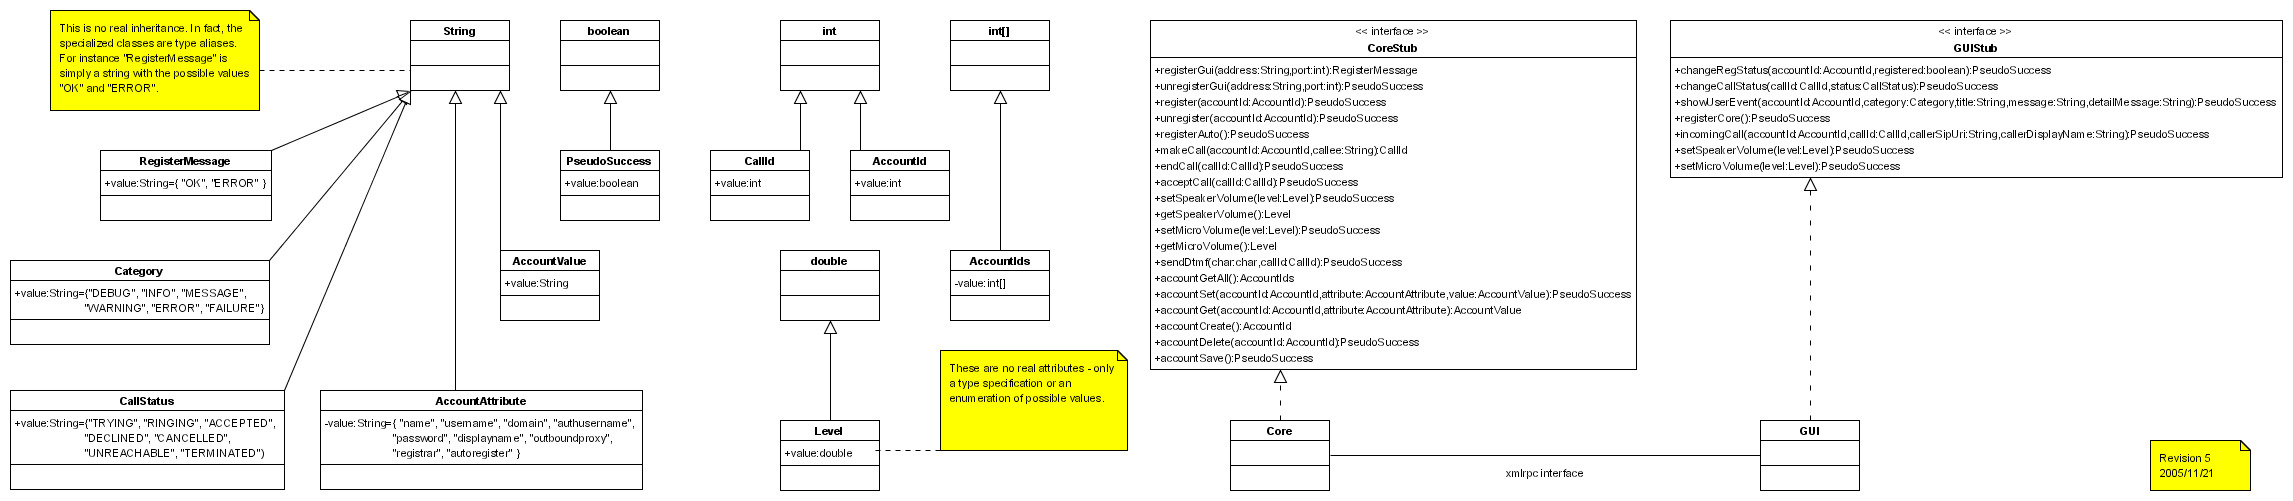 This is no real inheritance. In fact, the
specialized classes are type aliases.
For instance "RegisterMessage" is
simply a string with the possible values
"OK" and "ERROR".
String
boolean
int
int[]
<< interface >>
CoreStub
+registerGui(address:String,port:int):RegisterMessage
+unregisterGui(address:String,port:int):PseudoSuccess
+register(accountId:AccountId):PseudoSuccess
+unregister(accountId:AccountId):PseudoSuccess
+registerAuto():PseudoSuccess
+makeCall(accountId:AccountId,callee:String):CallId
+endCall(callId:CallId):PseudoSuccess
+acceptCall(callId:CallId):PseudoSuccess
+setSpeakerVolume(level:Level):PseudoSuccess
+getSpeakerVolume():Level
+setMicroVolume(level:Level):PseudoSuccess
+getMicroVolume():Level
+sendDtmf(char:char,callId:CallId):PseudoSuccess
+accountGetAll():AccountIds
+accountSet(accountId:AccountId,attribute:AccountAttribute,value:AccountValue):PseudoSuccess
+accountGet(accountId:AccountId,attribute:AccountAttribute):AccountValue
+accountCreate():AccountId
+accountDelete(accountId:AccountId):PseudoSuccess
+accountSave():PseudoSuccess
<< interface >>
GUIStub
+changeRegStatus(accountId:AccountId,registered:boolean):PseudoSuccess
+changeCallStatus(callId:CallId,status:CallStatus):PseudoSuccess
+showUserEvent(accountId:AccountId,category:Category,title:String,message:String,detailMessage:String):PseudoSuccess
+registerCore():PseudoSuccess
+incomingCall(accountId:AccountId,callId:CallId,callerSipUri:String,callerDisplayName:String):PseudoSuccess
+setSpeakerVolume(level:Level):PseudoSuccess
+setMicroVolume(level:Level):PseudoSuccess
RegisterMessage
+value:String={ "OK", "ERROR" }
PseudoSuccess
+value:boolean
CallId
+value:int
AccountId
+value:int
Category
+value:String={"DEBUG", "INFO", "MESSAGE",
"WARNING", "ERROR", "FAILURE"}
AccountValue
+value:String
double
AccountIds
-value:int[]
These are no real attributes - only
a type specification or an
enumeration of possible values.
CallStatus
+value:String={"TRYING", "RINGING", "ACCEPTED",
"DECLINED", "CANCELLED",
"UNREACHABLE", "TERMINATED"}
AccountAttribute
-value:String={ "name", "username", "domain", "authusername",
"password", "displayname", "outboundproxy",
"registrar", "autoregister" }
Level
+value:double
Core
xmlrpc interface
GUI
Revision 5
2005/11/21